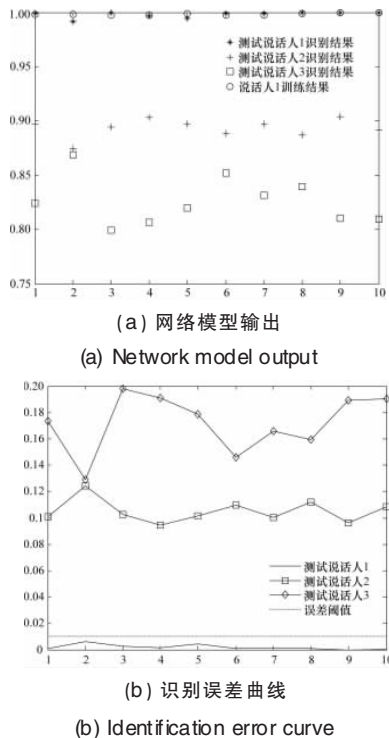 1.00
0.95
0.90
0.85
0.80
0.75
测试说话人1识别结果
测试说话人2识别结果
测试说话人3识别结果
说话人1训练结果
1 2 3 4 5 6 7 8 9 10
(a) 网络模型输出
(a) Network model output
0.20
0.18
0.16
0.14
0.12
0.1
0.08
0.06
0.04
0.02
0
测试说话人1
测试说话人2
测试说话人3
误差阈值
1 2 3 4 5 6 7 8 9 10
(b) 识别误差曲线
(b) Identification error curve